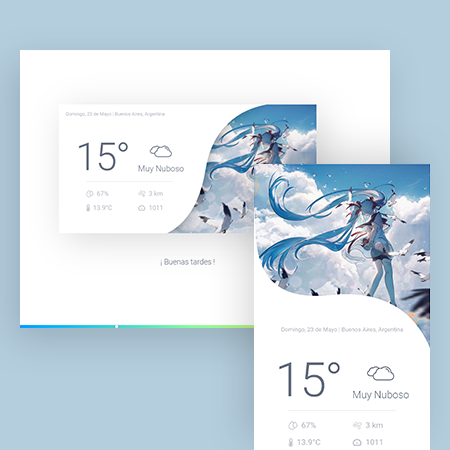 Domingo, 23 de Mayo | Buenos Aires, Argentina
15°
Muy Nuboso
67%
3 km
13.9°C
1011
¡ Buenas tardes !
Domingo, 23 de Mayo | Buenos Aires, Argentina
15°
Muy Nuboso
67%
3 km
13.9°C
1011